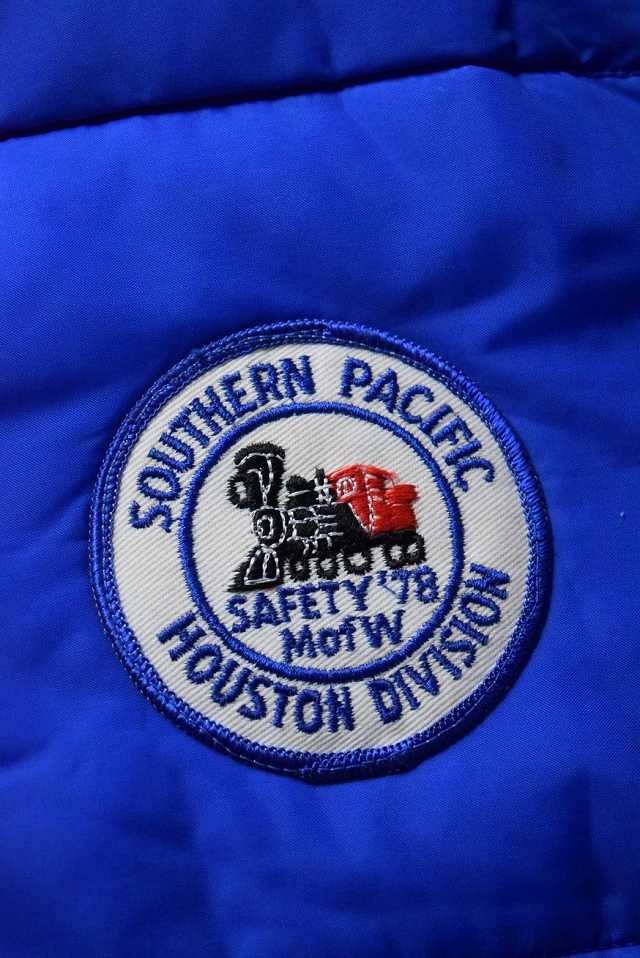 SOUTHERN PACIFIC
SAFETY '78
MofW
HOUSTON DIVISION